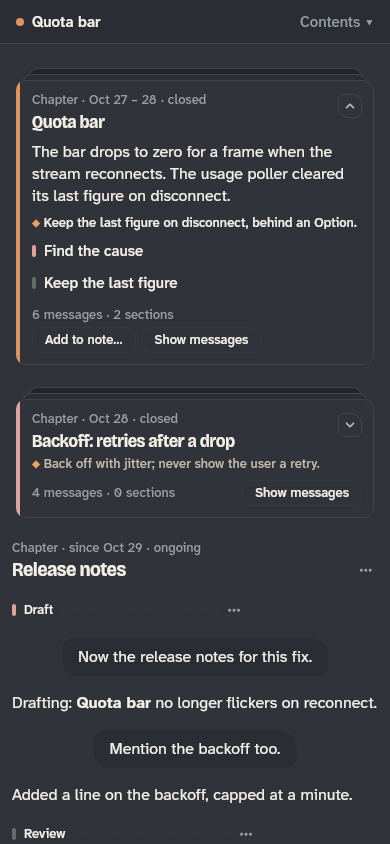 Quota bar
Contents ▾
Chapter · Oct 27 – 28 · closed
Quota bar
The bar drops to zero for a frame when the
stream reconnects. The usage poller cleared
its last figure on disconnect.
◆ Keep the last figure on disconnect, behind an Option.
Find the cause
Keep the last figure
6 messages · 2 sections
Add to note…
Show messages
Chapter · Oct 28 · closed
Backoff: retries after a drop
◆ Back off with jitter; never show the user a retry.
4 messages · 0 sections
Show messages
Chapter · since Oct 29 · ongoing
Release notes
Draft
Now the release notes for this fix.
Drafting: Quota bar no longer flickers on reconnect.
Mention the backoff too.
Added a line on the backoff, capped at a minute.
Review